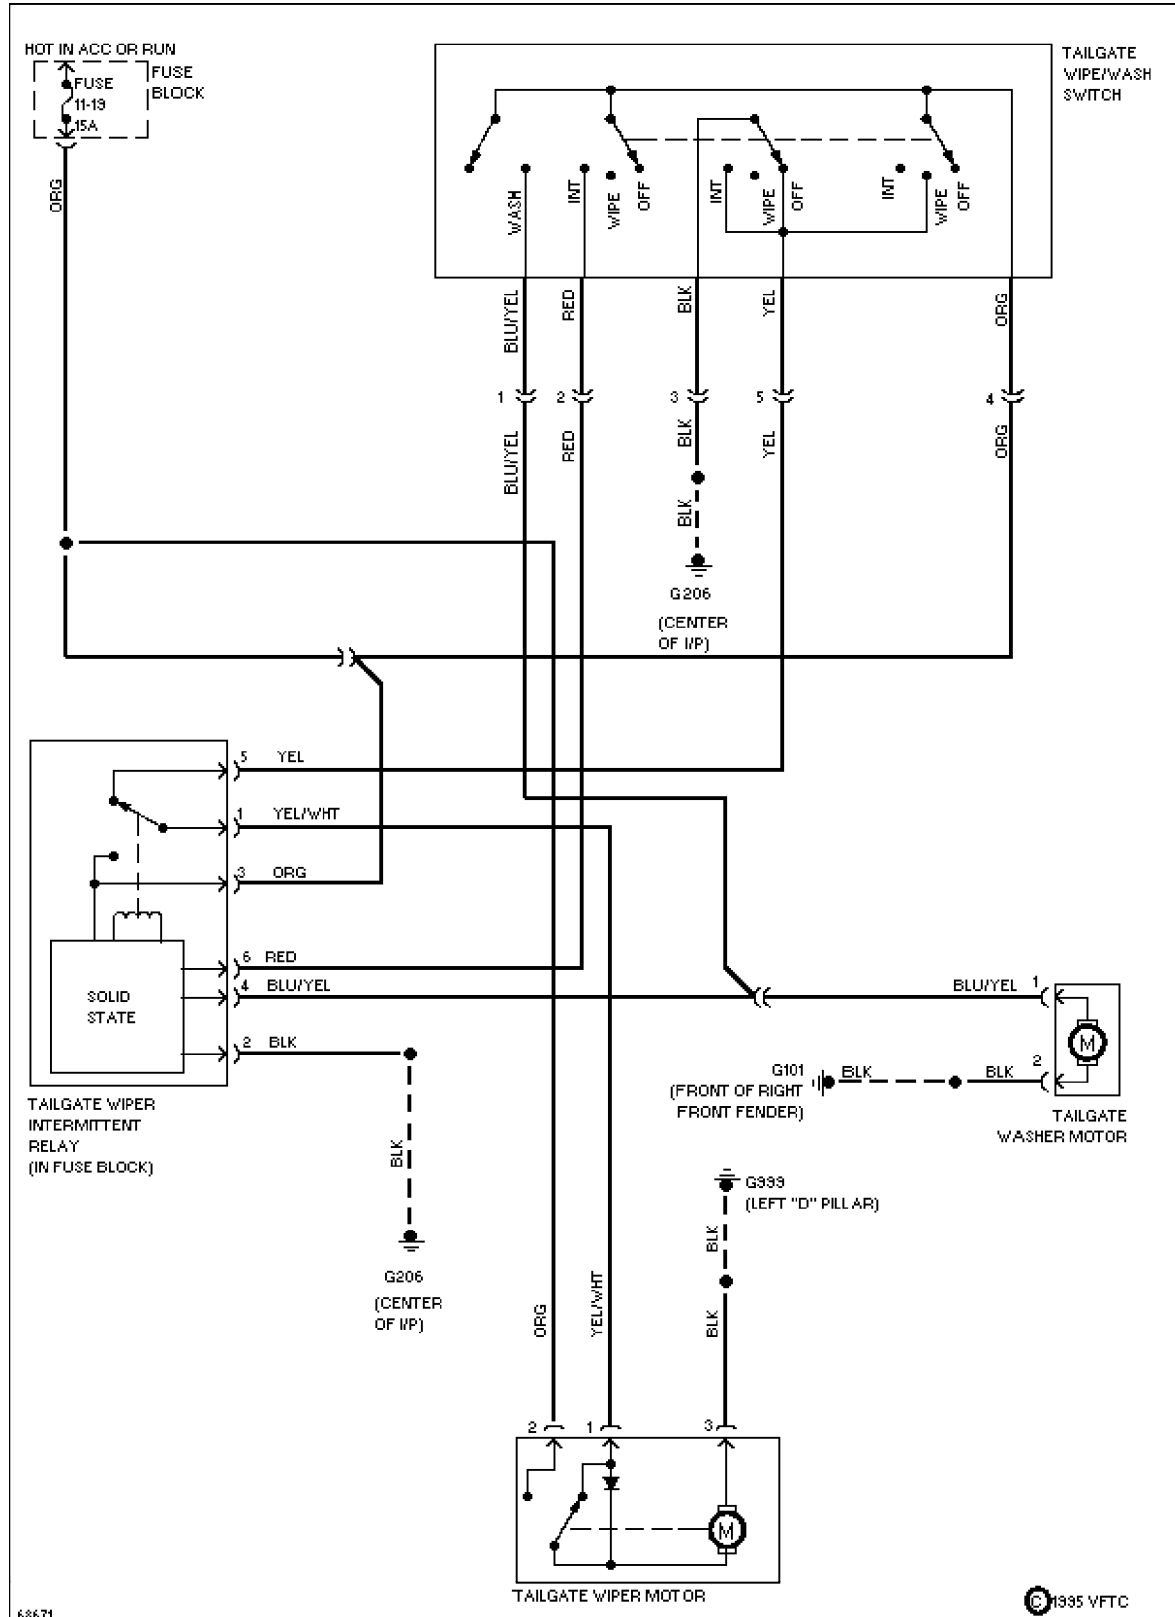 HOT IN ACC OR RUN
FUSE
11-19
15A
FUSE
BLOCK
ORG
TAILGATE
WIPE/WASH
SWITCH
WASH
INT
WIPE
OFF
INT
WIPE
OFF
INT
WIPE
OFF
BLU/YEL
RED
BLK
YEL
ORG
1
2
3
5
4
BLU/YEL
RED
BLK
YEL
ORG
BLK
G206
(CENTER
OF I/P)
5 YEL
1 YEL/WHT
3 ORG
6 RED
4 BLU/YEL
2 BLK
SOLID
STATE
TAILGATE WIPER
INTERMITTENT
RELAY
(IN FUSE BLOCK)
BLK
G206
(CENTER
OF I/P)
BLU/YEL 1
M
G101
(FRONT OF RIGHT
FRONT FENDER)
BLK
BLK
2
TAILGATE
WASHER MOTOR
G999
(LEFT "D" PILLAR)
BLK
BLK
ORG
YEL/WHT
2
1
3
M
TAILGATE WIPER MOTOR
68671
© 1995 VFTC